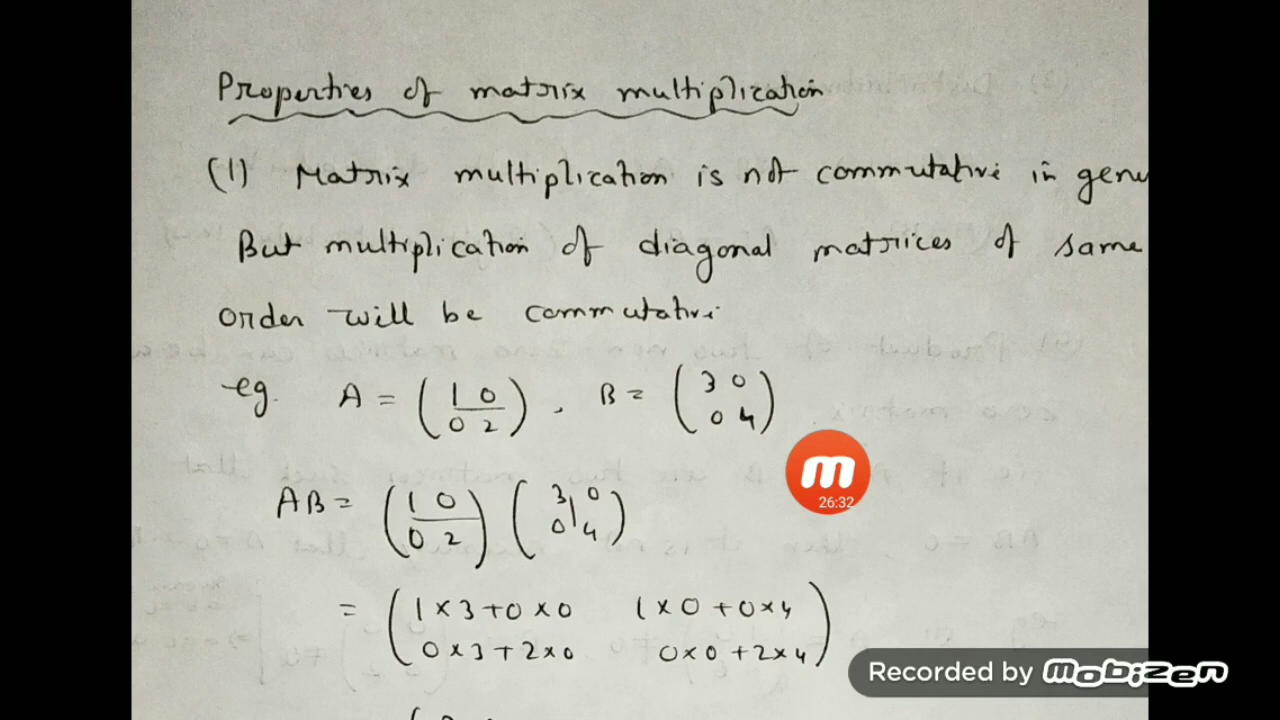 Properties of matrix multiplication
(1) Matrix multiplication is not commutative in gene
But multiplication of diagonal matrices of same
order will be commutative
eg. A = (1 0 0 2), B = (3 0 0 4)
AB = (1 0 0 2) (3 0 0 4)
= (1 × 3 + 0 × 0 1 × 0 + 0 × 4
0 × 3 + 2 × 0 0 × 0 + 2 × 4)
m
26:32
Recorded by mobizen